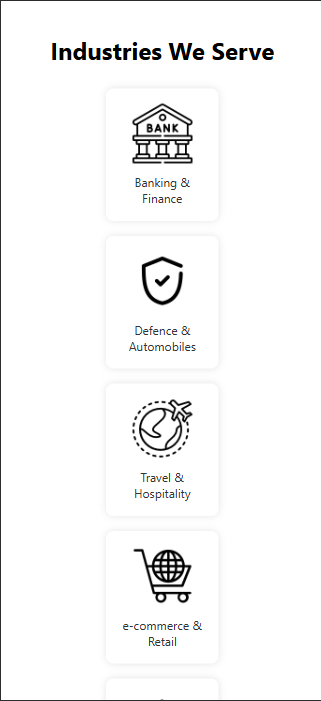 Industries We Serve
BANK
Banking &
Finance
Defence &
Automobiles
Travel &
Hospitality
e-commerce &
Retail